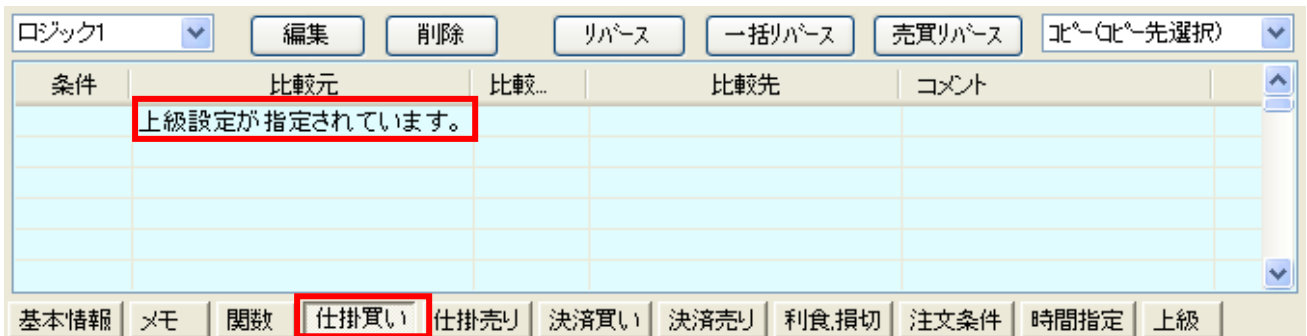 ロジック1 編集 削除 リバース 一括リバース 売買リバース コピー(コピー先選択)
条件 比較元 比較... 比較先 コメント
上級設定が指定されています。
基本情報 メモ 関数 仕掛買い 仕掛売り 決済買い 決済売り 利食損切 注文条件 時間指定 上級